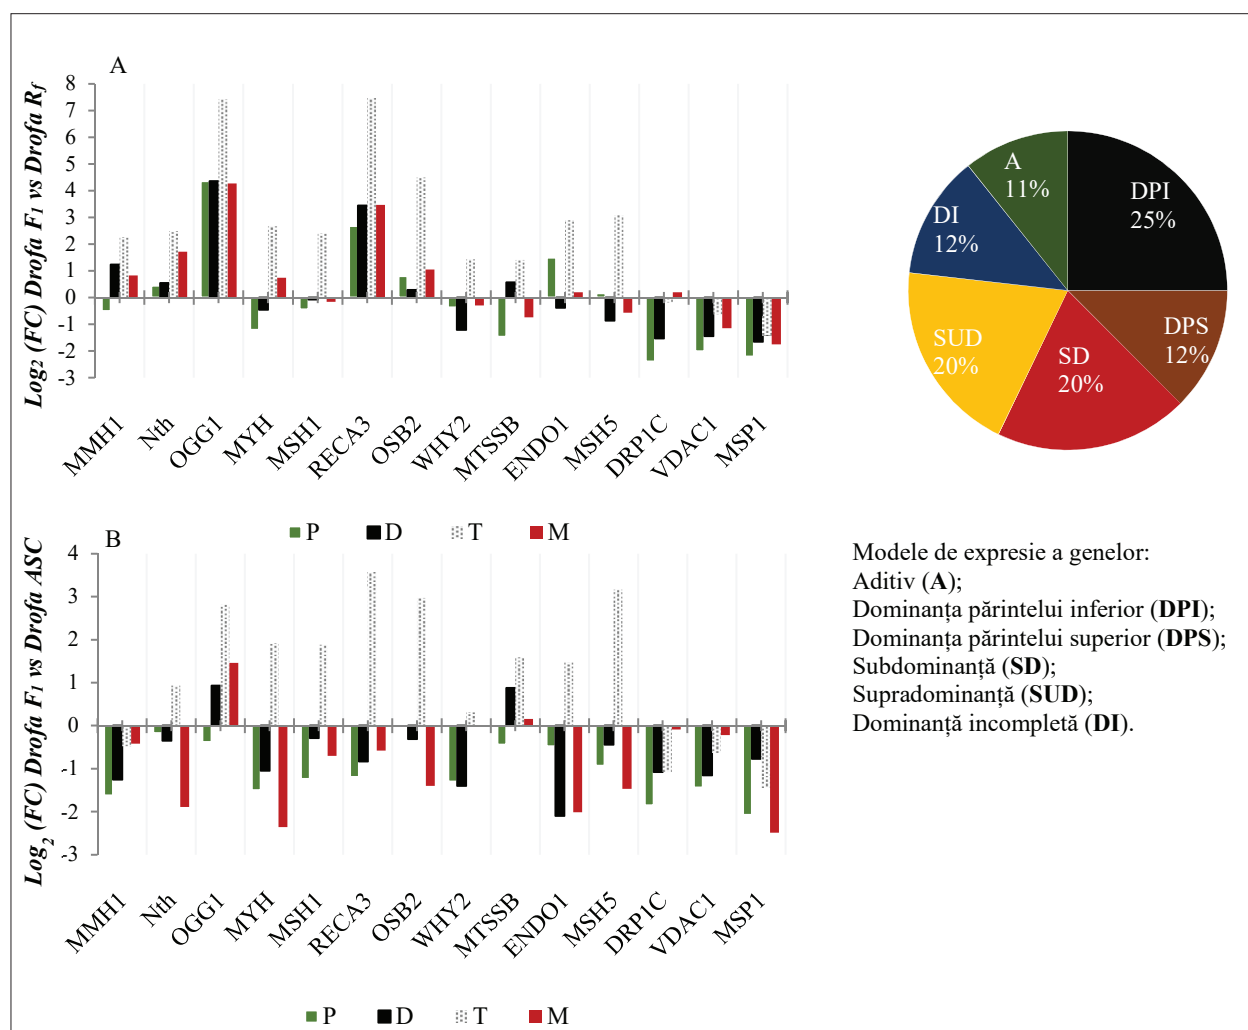 A
Log₂ (FC) Drofa F₁ vs Drofa R_f
8
7
6
5
4
3
2
1
0
-1
-2
-3
MMH1
Nth
OGG1
MYH
MSH1
RECA3
OSB2
WHY2
MTSSB
ENDO1
MSH5
DRP1C
VDAC1
MSP1
P D T M
A
11%
DPI
25%
DI
12%
DPS
12%
SUD
20%
SD
20%
B
Log₂ (FC) Drofa F₁ vs Drofa ASC
4
3
2
1
0
-1
-2
-3
MMH1
Nth
OGG1
MYH
MSH1
RECA3
OSB2
WHY2
MTSSB
ENDO1
MSH5
DRP1C
VDAC1
MSP1
P D T M
Modele de expresie a genelor:
Aditiv (A);
Dominanța părintelui inferior (DPI);
Dominanța părintelui superior (DPS);
Subdominanță (SD);
Supradominanță (SUD);
Dominanță incompletă (DI).